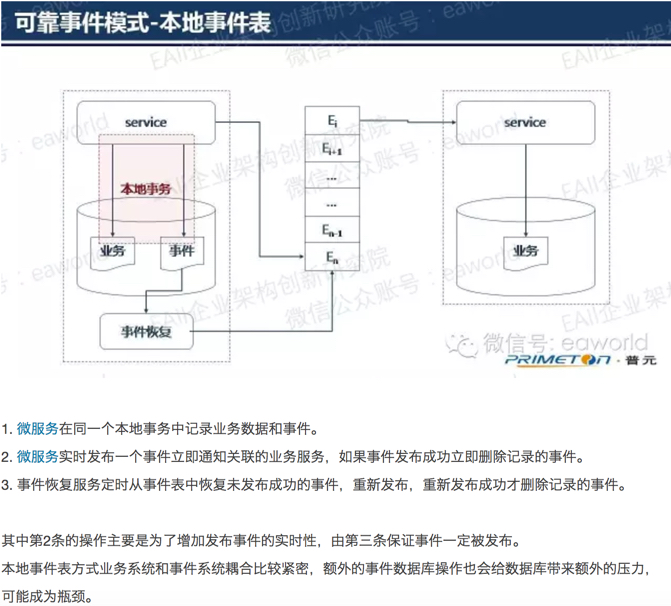 可靠事件模式-本地事件表
EAII企业架构创新研究院
微信公众账号：eaworld
service
本地事务
业务
事件
事件恢复
Ei
Ei+1
...
...
En-1
En
service
业务
微信号: eaworld
PRIMETON·普元
1. 微服务在同一个本地事务中记录业务数据和事件。
2. 微服务实时发布一个事件立即通知关联的业务服务，如果事件发布成功立即删除记录的事件。
3. 事件恢复服务定时从事件表中恢复未发布成功的事件，重新发布，重新发布成功才删除记录的事件。
其中第2条的操作主要是为了增加发布事件的实时性，由第三条保证事件一定被发布。
本地事件表方式业务系统和事件系统耦合比较紧密，额外的事件数据库操作也会给数据库带来额外的压力，
可能成为瓶颈。